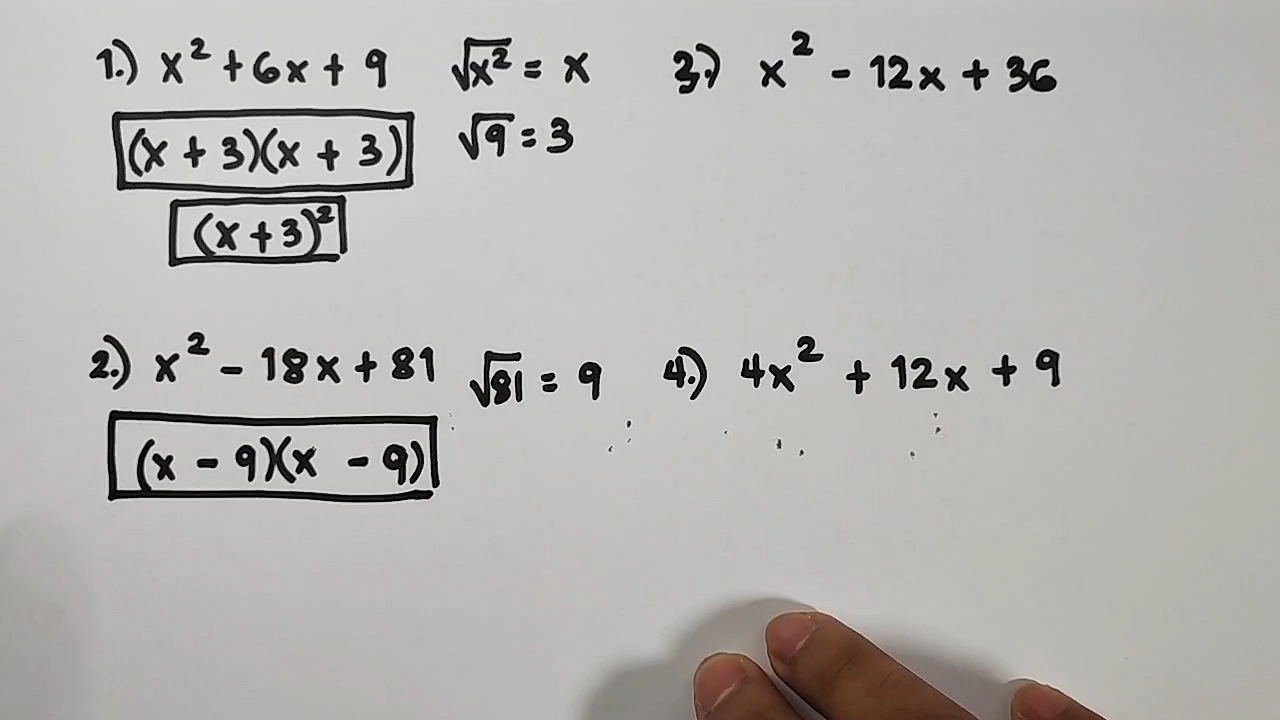 1.) x² + 6x + 9
√x² = x
(x + 3)(x + 3)
√9 = 3
(x + 3)²
2.) x² - 18x + 81
√81 = 9
(x - 9)(x - 9)
3.) x² - 12x + 36
4.) 4x² + 12x + 9